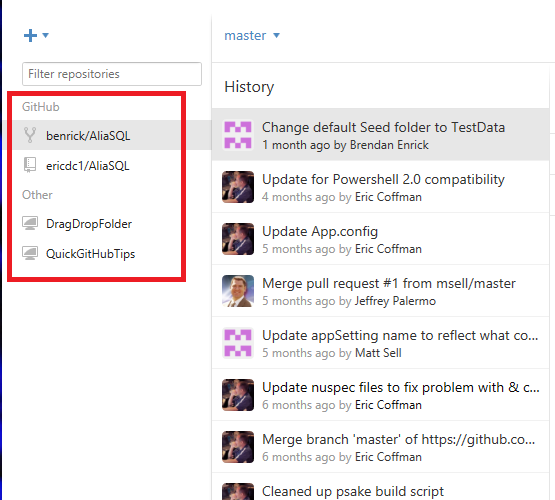 master
Filter repositories
GitHub
benrick/AliaSQL
ericdc1/AliaSQL
Other
DragDropFolder
QuickGitHubTips
History
Change default Seed folder to TestData
1 month ago by Brendan Enrick
Update for Powershell 2.0 compatibility
4 months ago by Eric Coffman
Update App.config
5 months ago by Eric Coffman
Merge pull request #1 from msell/master
5 months ago by Jeffrey Palermo
Update appSetting name to reflect what co...
5 months ago by Matt Sell
Update nuspec files to fix problem with & c...
6 months ago by Eric Coffman
Merge branch 'master' of https://github.co...
6 months ago by Eric Coffman
Cleaned up psake build script